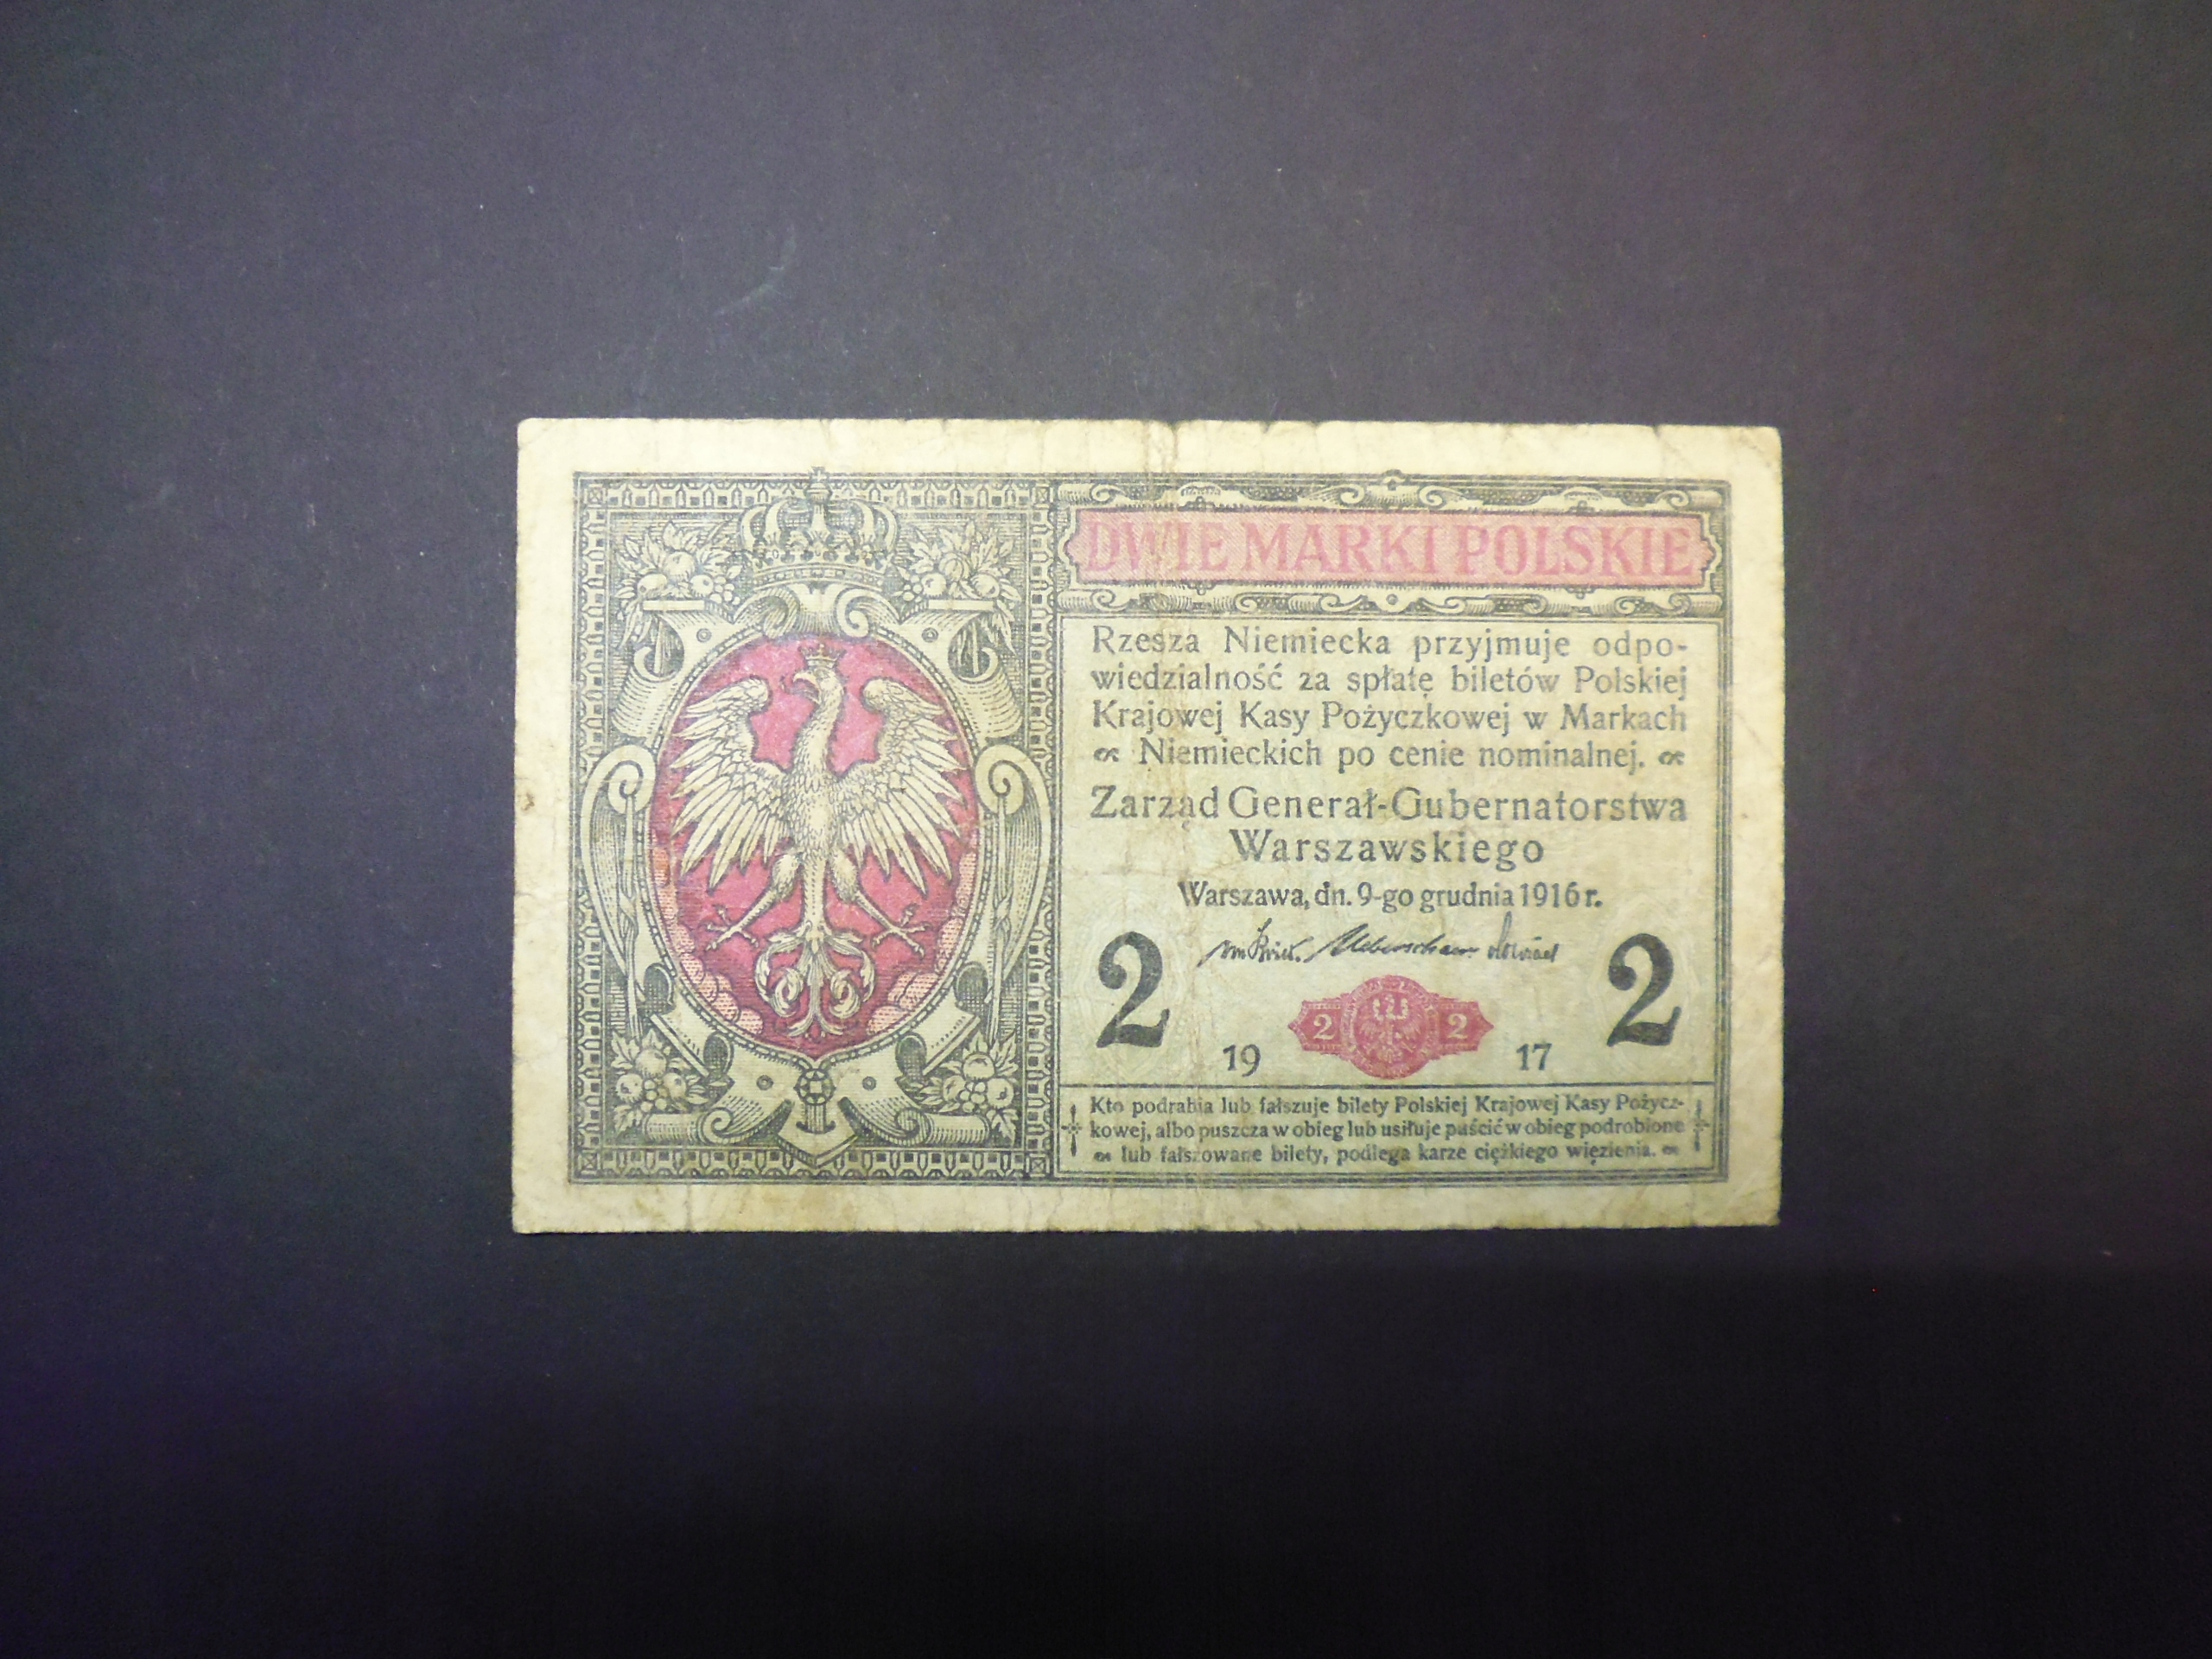 DWIE MARKI POLSKIE
Rzesza Niemiecka przyjmuje odpo-
wiedzialność za spłatę biletów Polskiej
Krajowej Kasy Pożyczkowej w Markach
Niemieckich po cenie nominalnej.
Zarząd Generał-Gubernatorstwa
Warszawskiego
Warszawa, dn. 9-go grudnia 1916 r.
2 2
2 2
19 17
Kto podrabia lub fałszuje bilety Polskiej Krajowej Kasy Pożycz-
kowej, albo puszcza w obieg lub usiłuje puścić w obieg podrobione
lub fałszowane bilety, podlega karze ciężkiego więzienia.